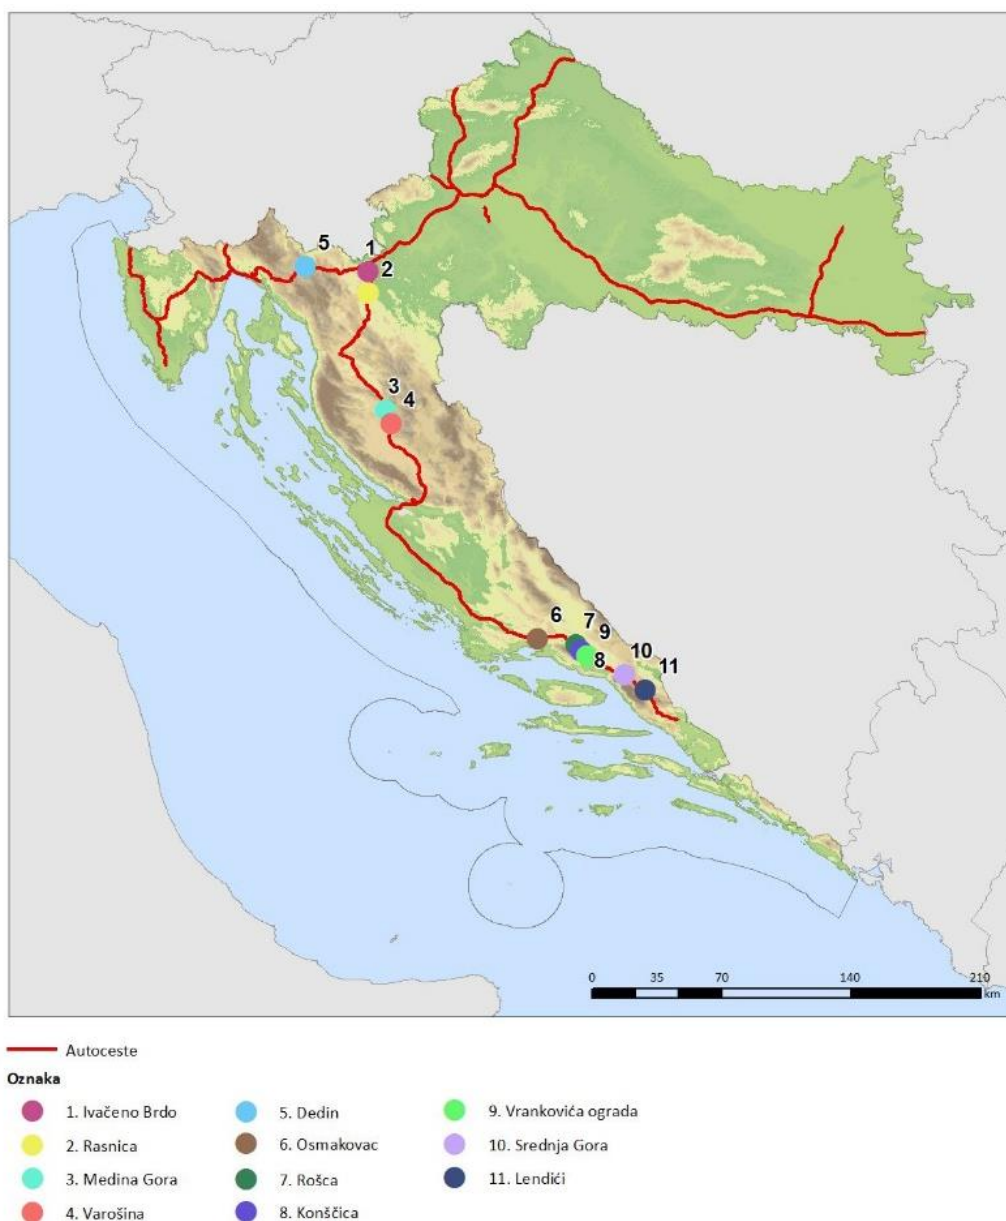 5
1
2
3
4
6
7
9
8
10
11
0 35 70 140 210
km
Autoceste
Oznaka
1. Ivačeno Brdo
2. Rasnica
3. Medina Gora
4. Varošina
5. Dedin
6. Osmakovac
7. Rošca
8. Konščica
9. Vrankovića ograda
10. Srednja Gora
11. Lendići